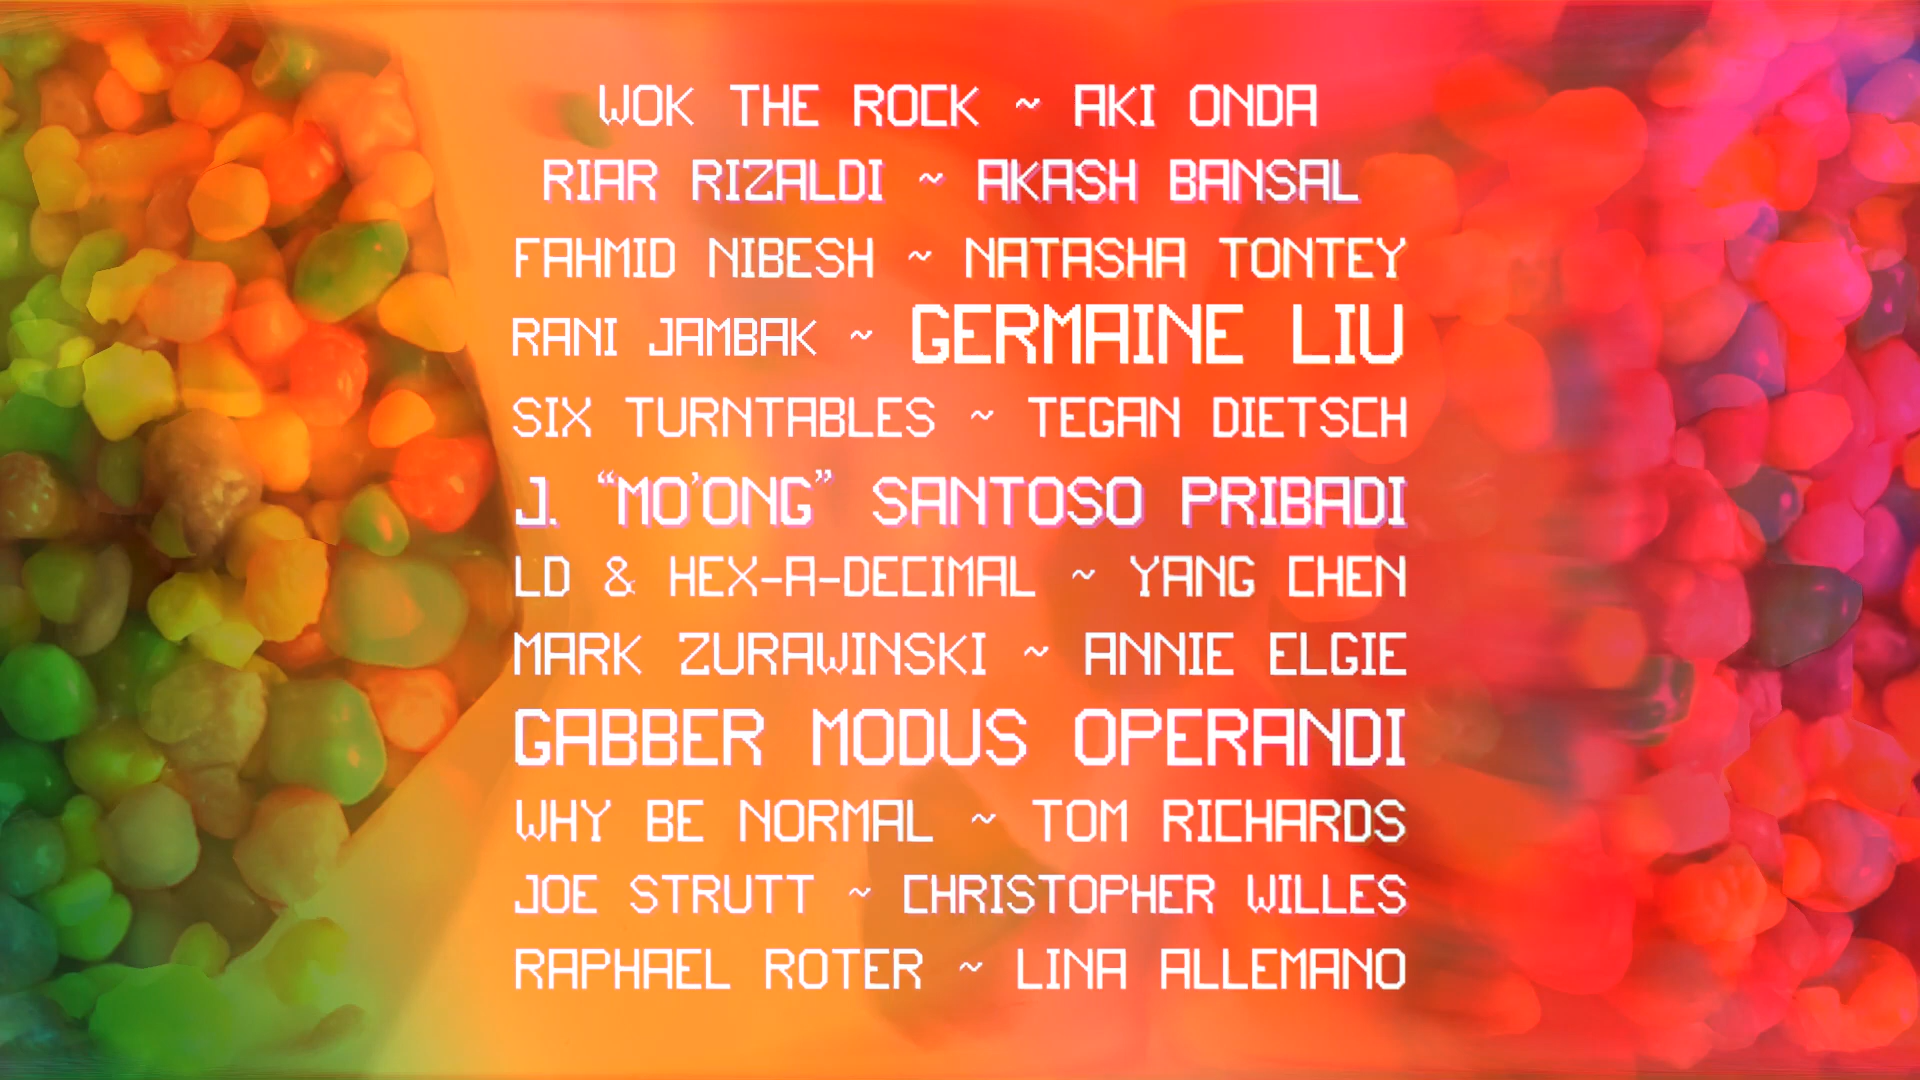 WOK THE ROCK ~ AKI ONDA
RIAR RIZALDI ~ AKASH BANSAL
FAHMID NIBESH ~ NATASHA TONTEY
RANI JAMBAK ~ GERMAINE LIU
SIX TURNTABLES ~ TEGAN DIETSCH
J. “MO’ONG” SANTOSO PRIBADI
LD & HEX-A-DECIMAL ~ YANG CHEN
MARK ZURAWINSKI ~ ANNIE ELGIE
GABBER MODUS OPERANDI
WHY BE NORMAL ~ TOM RICHARDS
JOE STRUTT ~ CHRISTOPHER WILLES
RAPHAEL ROTER ~ LINA ALLEMANO